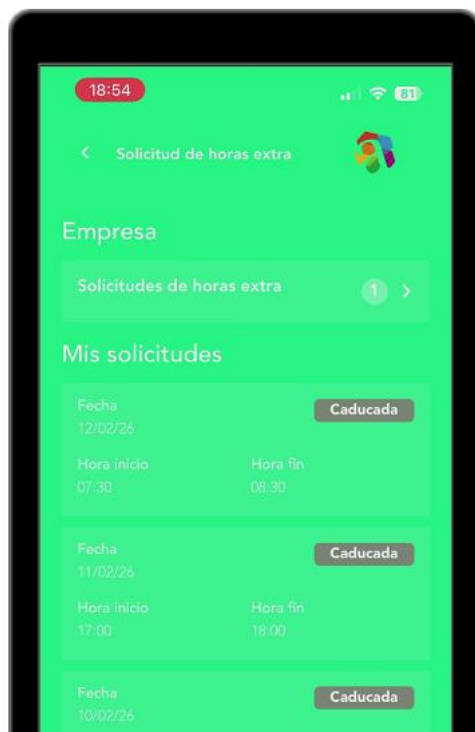 18:54
81
Solicitud de horas extra
Empresa
Solicitudes de horas extra
1
Mis solicitudes
Fecha
Caducada
12/02/26
Hora inicio
Hora fin
07:30
08:30
Fecha
Caducada
11/02/26
Hora inicio
Hora fin
17:00
18:00
Fecha
Caducada
10/02/26